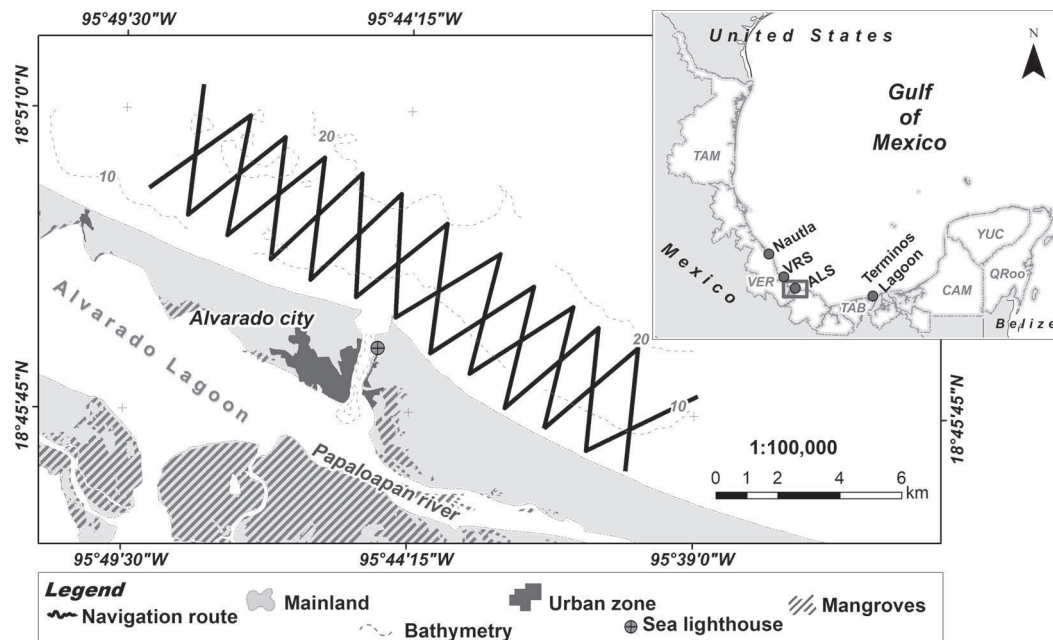 95°49'30"W
95°44'15"W
18°51'0"N
18°45'45"N
10
20
20
10
Alvarado Lagoon
Alvarado city
Papaloapan river
1:100,000
0 1 2 4 6
km
18°45'45"N
95°49'30"W
95°44'15"W
95°39'0"W
United States
N
Gulf
of
Mexico
TAM
Mexico
Nautla
VRS
ALS
VER
Terminos
Lagoon
TAB
YUC
QRoo
CAM
Belize
Legend
Navigation route
Mainland
Urban zone
Mangroves
Bathymetry
Sea lighthouse